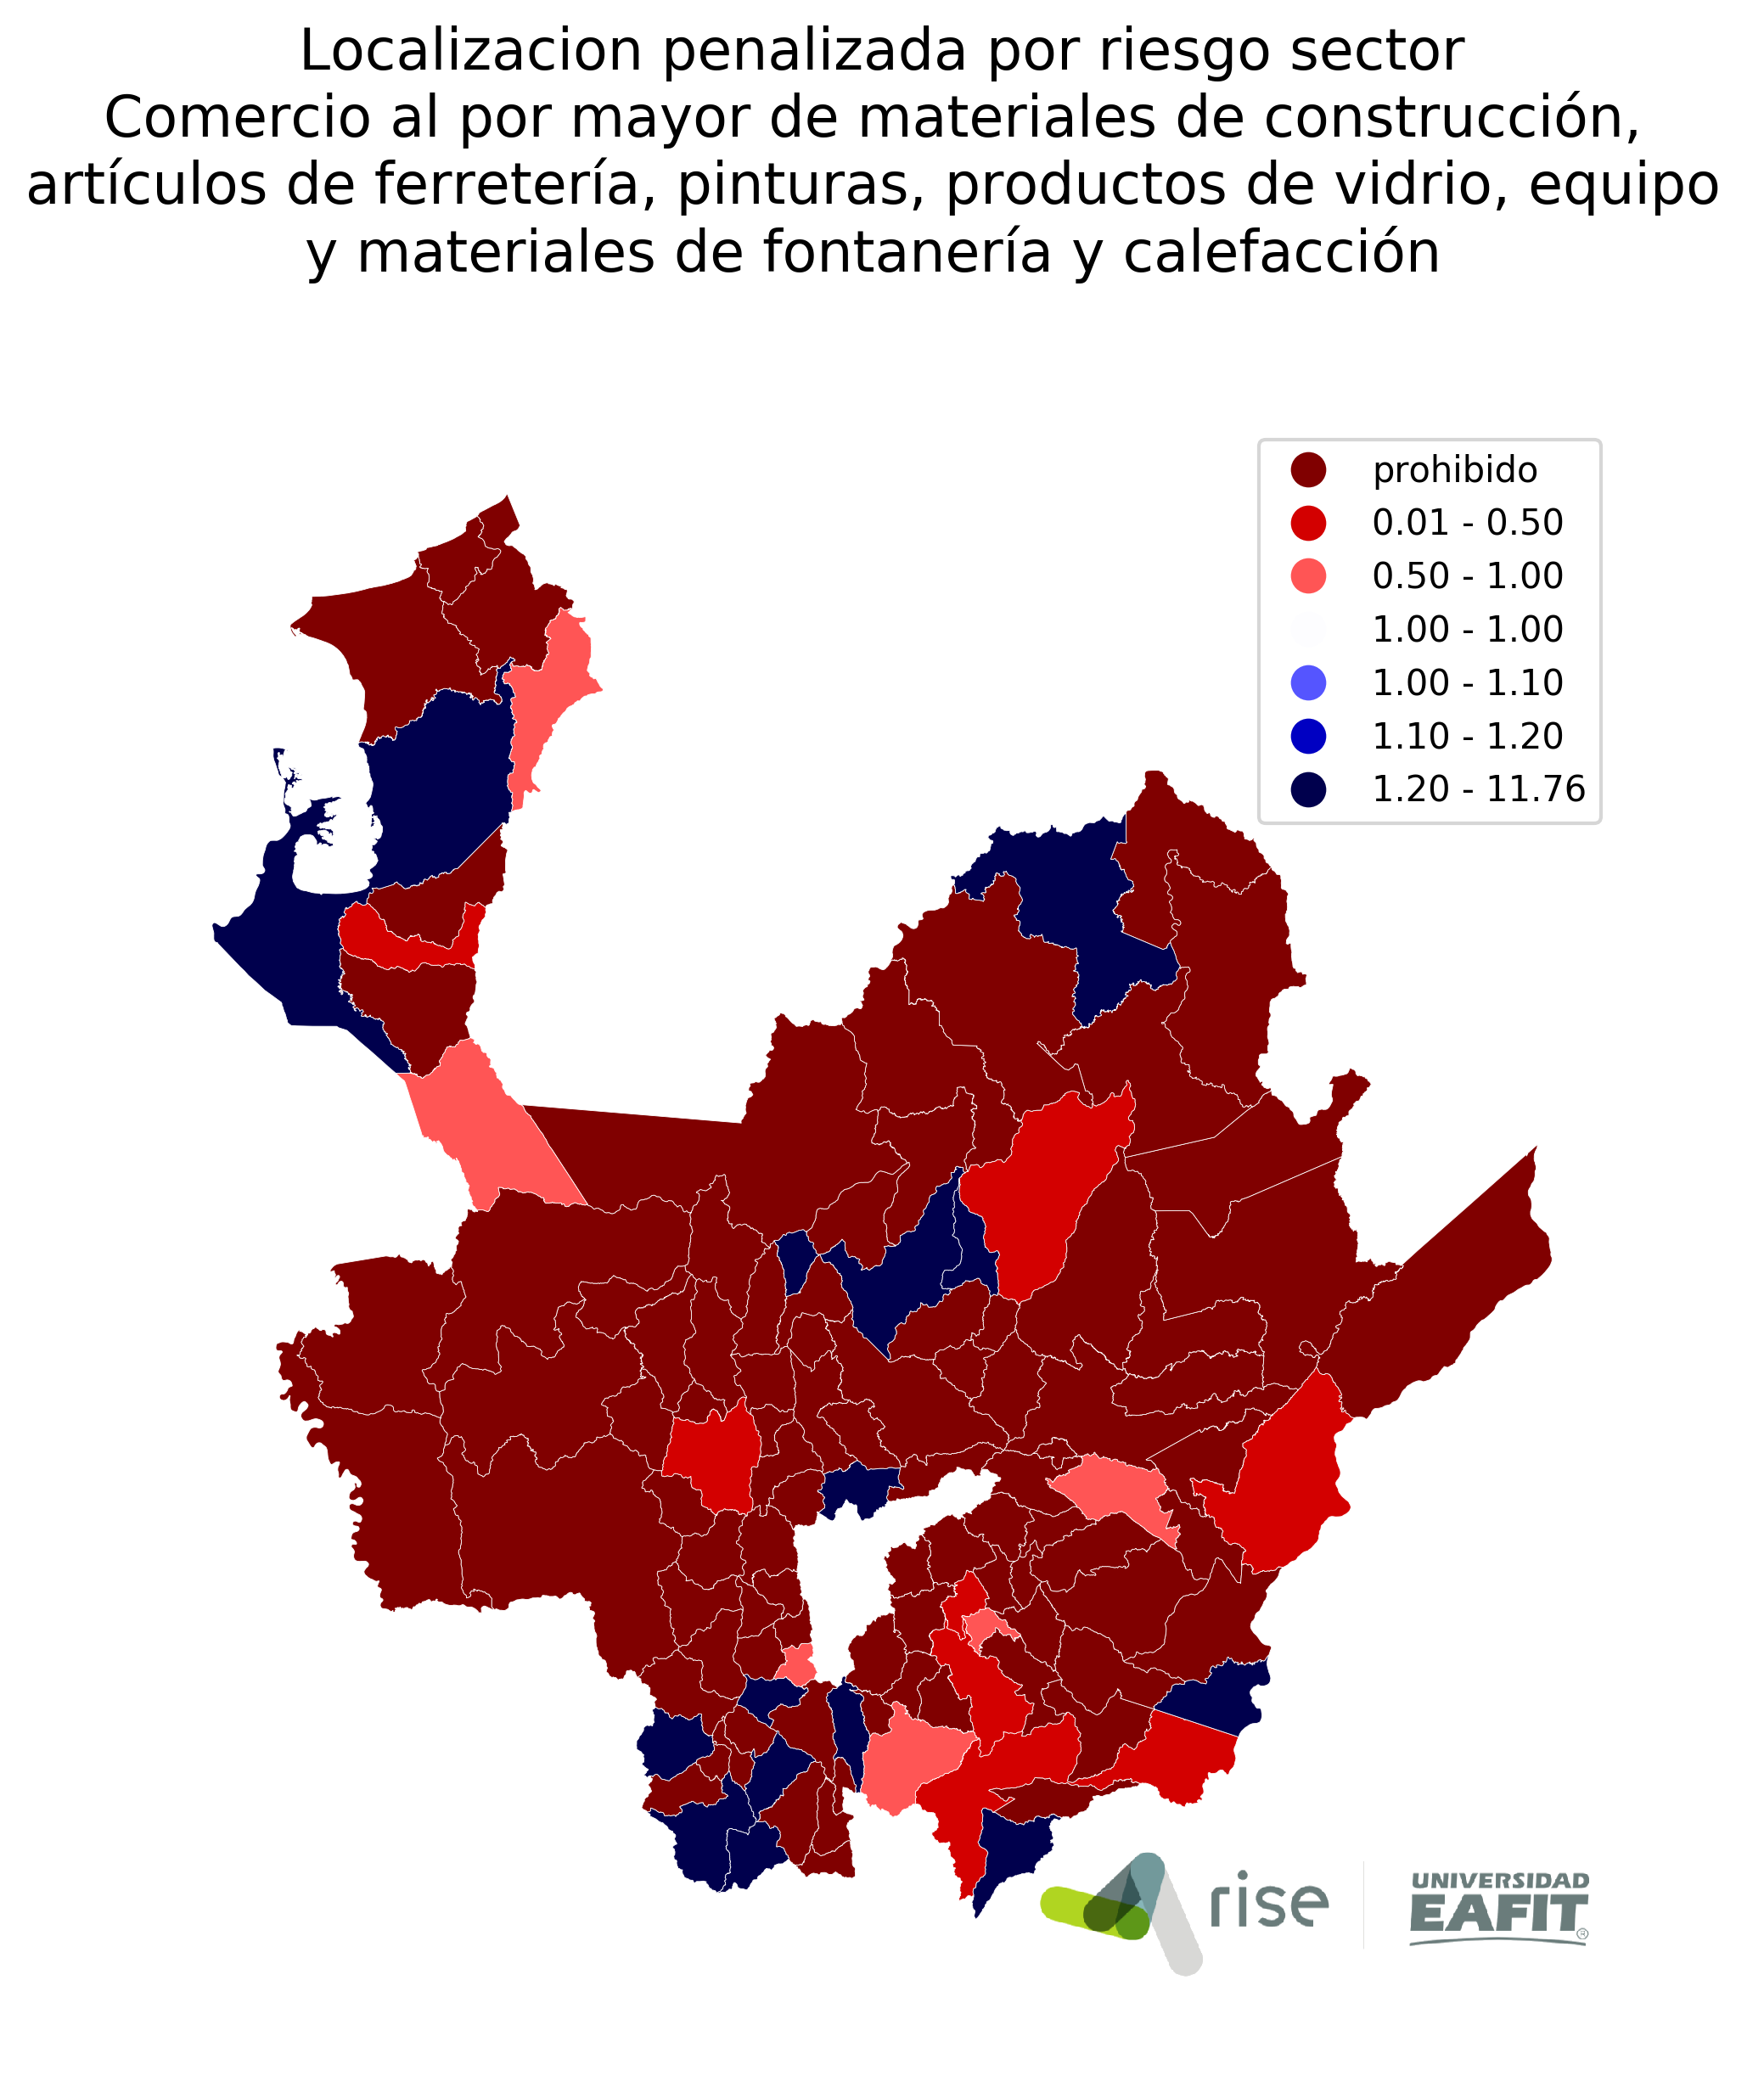 Localizacion penalizada por riesgo sector
Comercio al por mayor de materiales de construcción,
artículos de ferretería, pinturas, productos de vidrio, equipo
y materiales de fontanería y calefacción
prohibido
0.01 - 0.50
0.50 - 1.00
1.00 - 1.00
1.00 - 1.10
1.10 - 1.20
1.20 - 11.76
rise
UNIVERSIDAD
EAFIT®